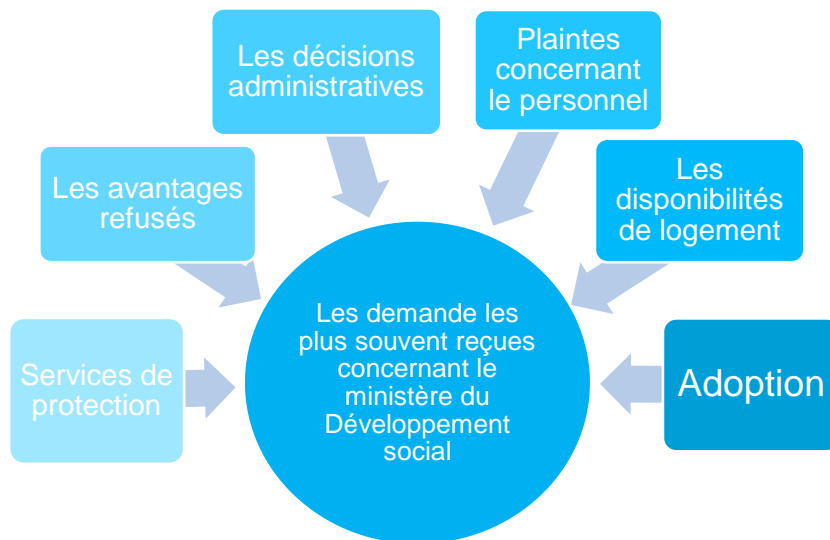 Plaintes
concernant
le personnel
Les décisions
administratives
Les avantages
refusés
Les
disponibilités
de logement
Services de
protection
Les demande les
plus souvent reçues
concernant le
ministère du
Développement
social
Adoption